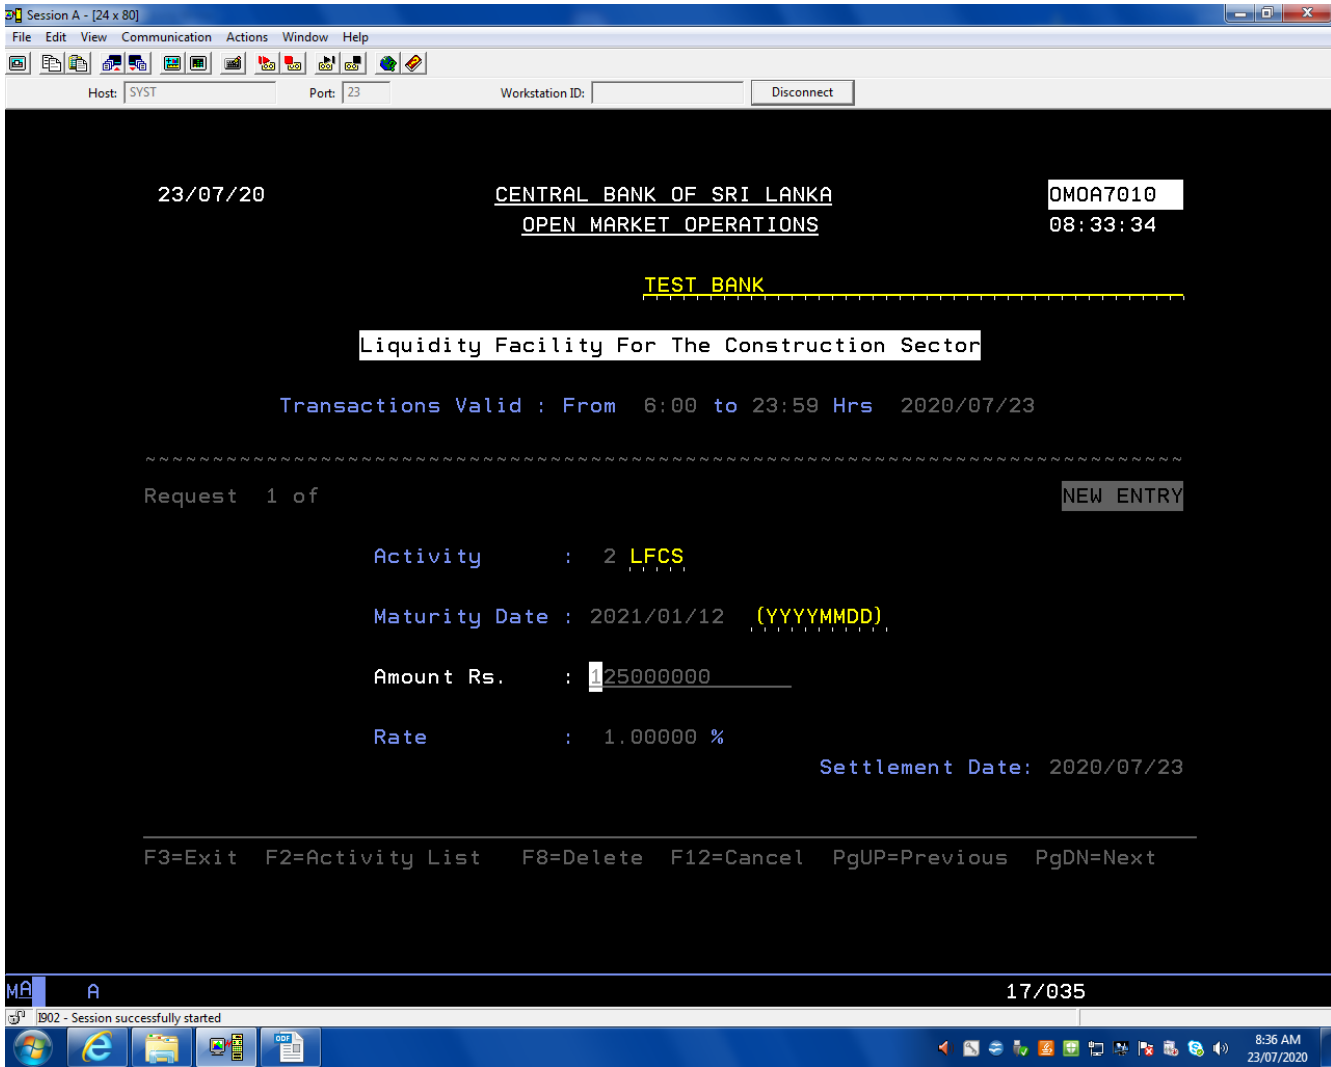 Session A - [24 x 80]
File Edit View Communication Actions Window Help
Host: SYST Port: 23 Workstation ID: Disconnect
23/07/20 CENTRAL BANK OF SRI LANKA OMOA7010
OPEN MARKET OPERATIONS 08:33:34
TEST BANK
Liquidity Facility For The Construction Sector
Transactions Valid : From 6:00 to 23:59 Hrs 2020/07/23
~~~~~~~~~~~~~~~~~~~~~~~~~~~~~~~~~~~~~~~~~~~~~~~~~~~~~~~~~~~~~~~~~~~~~~~~~~~~~
Request 1 of NEW ENTRY
Activity : 2 LFCS
Maturity Date : 2021/01/12 (YYYYMMDD)
Amount Rs. : 125000000
Rate : 1.00000 %
Settlement Date: 2020/07/23
F3=Exit F2=Activity List F8=Delete F12=Cancel PgUP=Previous PgDN=Next
MA A 17/035
I902 - Session successfully started
ODF
8:36 AM
23/07/2020